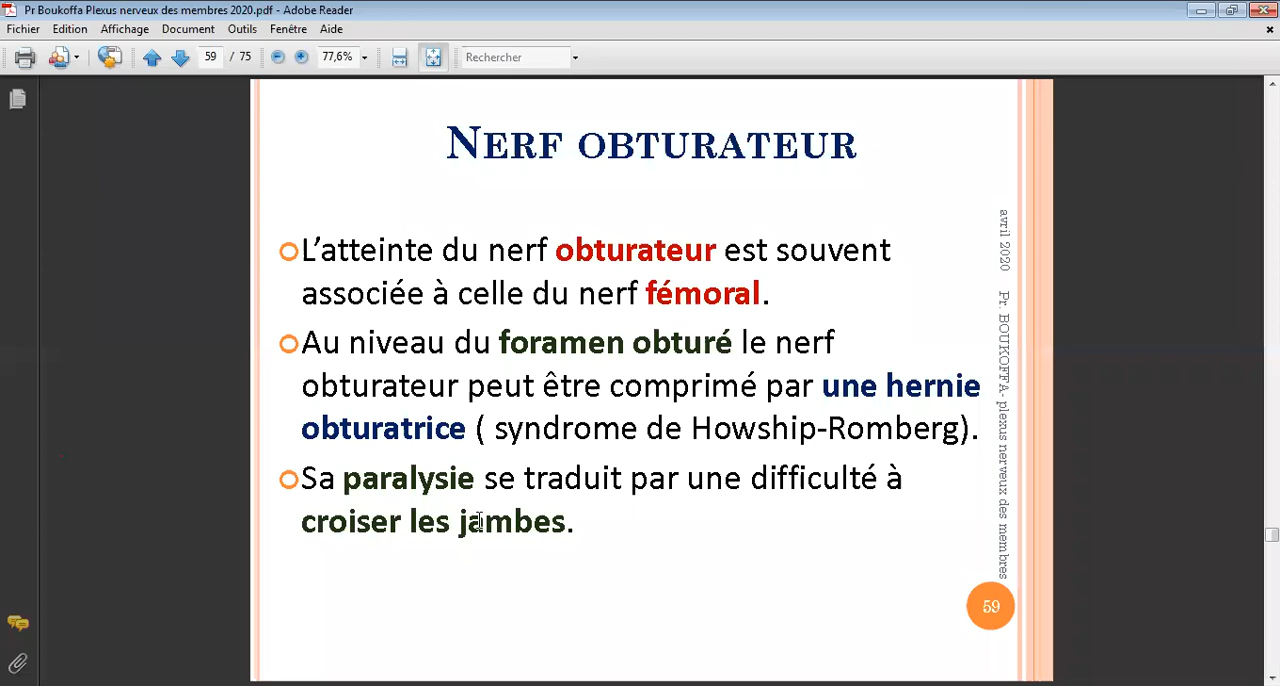 Pr Boukoffa Plexus nerveux des membres 2020.pdf - Adobe Reader
Fichier Edition Affichage Document Outils Fenêtre Aide
59 / 75 77,6% Rechercher
NERF OBTURATEUR
L’atteinte du nerf obturateur est souvent
associée à celle du nerf fémoral.
Au niveau du foramen obturé le nerf
obturateur peut être comprimé par une hernie
obturatrice ( syndrome de Howship-Romberg).
Sa paralysie se traduit par une difficulté à
croiser les jambes.
avril 2020 Pr. BOUKOFFA- plexus nerveux des membres
59